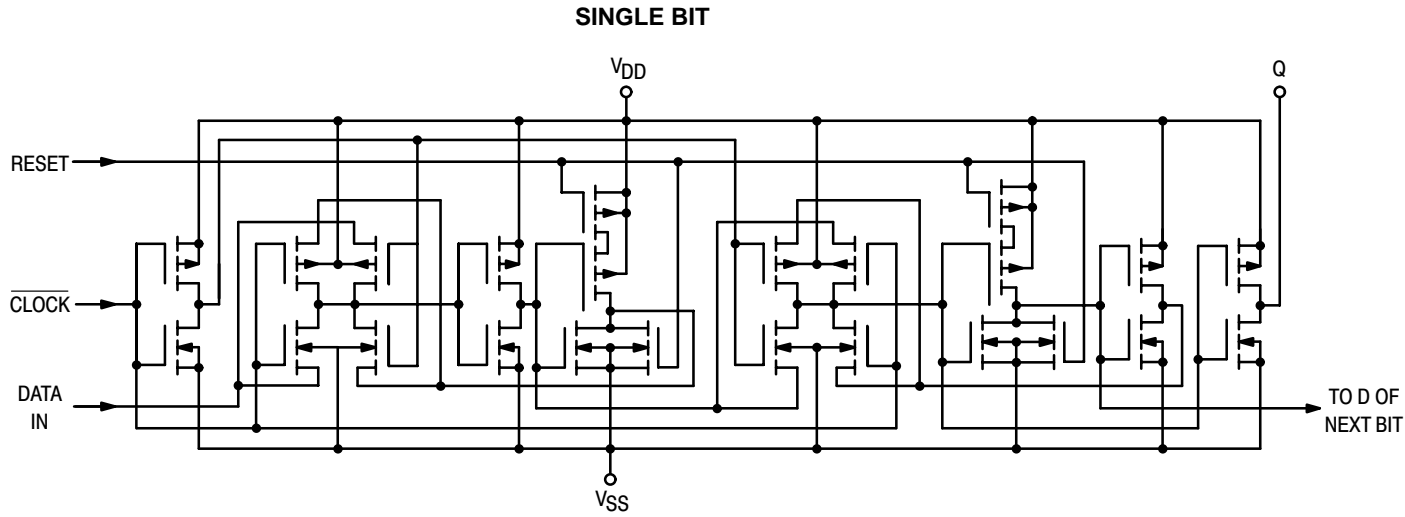 SINGLE BIT
VDD
Q
RESET
CLOCK
DATA
IN
TO D OF
NEXT BIT
VSS